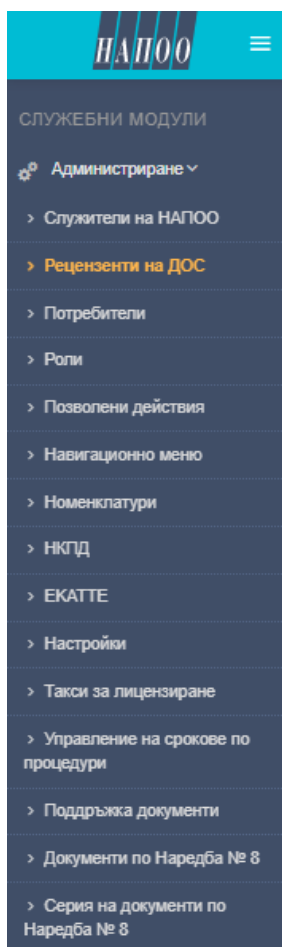 НАПОО
СЛУЖЕБНИ МОДУЛИ
Администриране
Служители на НАПОО
Рецензенти на ДОС
Потребители
Роли
Позволени действия
Навигационно меню
Номенклатури
НКПД
ЕКАТТЕ
Настройки
Такси за лицензиране
Управление на срокове по
процедури
Поддръжка документи
Документи по Наредба № 8
Серия на документи по
Наредба № 8